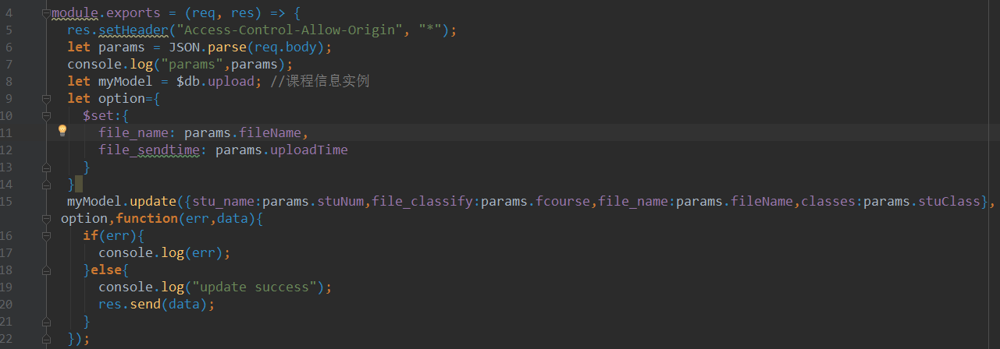 4 module.exports = (req, res) => {
5 res.setHeader("Access-Control-Allow-Origin", "*");
6 let params = JSON.parse(req.body);
7 console.log("params",params);
8 let myModel = $db.upload; //课程信息实例
9 let option={
10 $set:{
11 file_name: params.fileName,
12 file_sendtime: params.uploadTime
13 }
14 }
15 myModel.update({stu_name:params.stuNum,file_classify:params.fcourse,file_name:params.fileName,classes:params.stuClass},
option,function(err,data){
16 if(err){
17 console.log(err);
18 }else{
19 console.log("update success");
20 res.send(data);
21 }
22 });